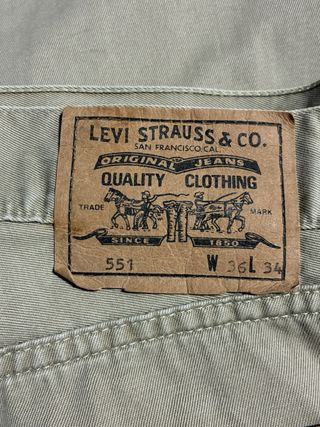 LEVI STRAUSS & CO.
SAN FRANCISCO, CAL.
ORIGINAL JEANS
QUALITY CLOTHING
TRADE MARK
SINCE 1850
551 W 36 L 34